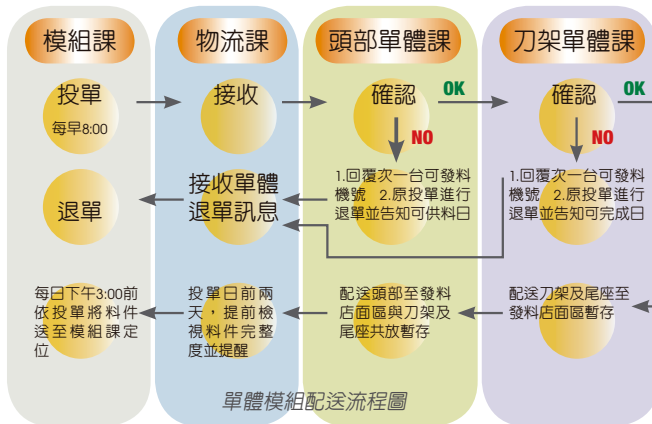 模組課
物流課
頭部單體課
刀架單體課
投單
每早8:00
接收
確認
OK
NO
確認
OK
NO
退單
接收單體
退單訊息
1.回覆次一台可發料
機號 2.原投單進行
退單並告知可供料日
1.回覆次一台可發料
機號 2.原投單進行
退單並告知可完成日
每日下午3:00前
依投單將料件
送至模組課定
位
投單日前兩
天，提前檢
視料件完整
度並提醒
配送頭部至發料
店面區與刀架及
尾座共放暫存
配送刀架及尾座至
發料店面區暫存
單體模組配送流程圖